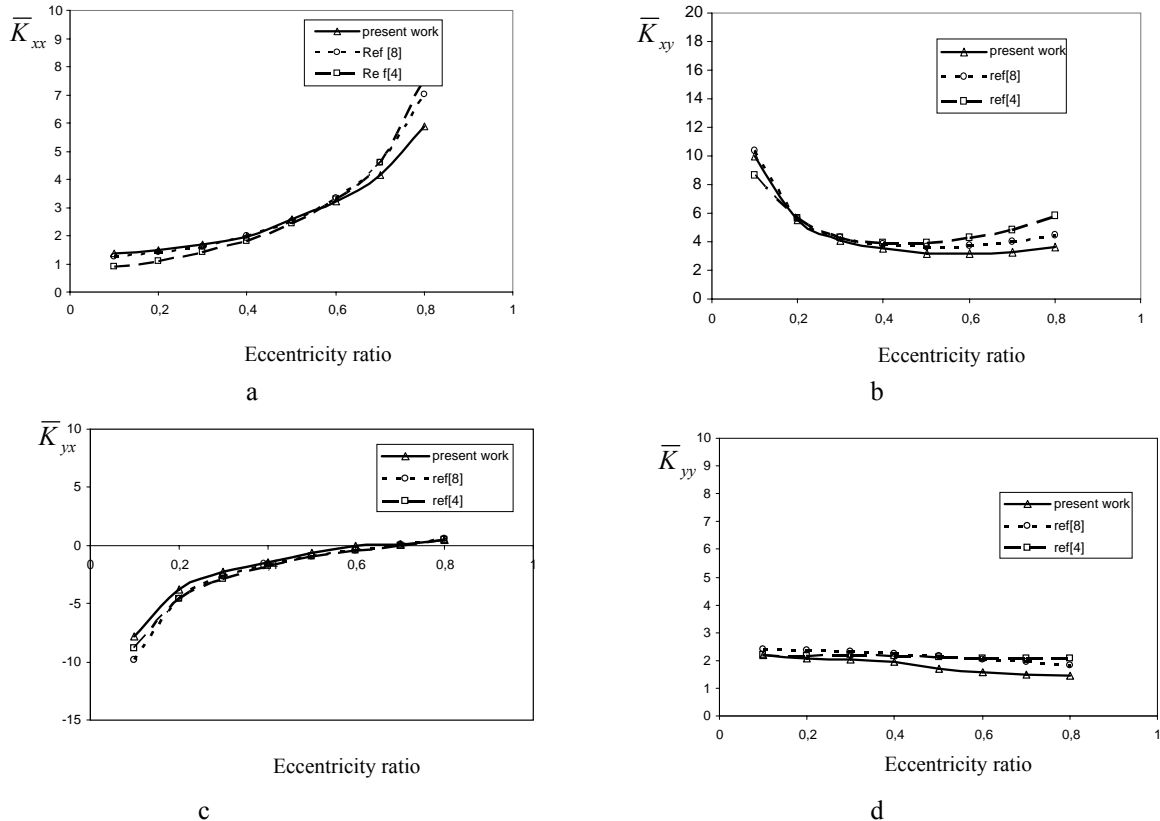 K̅xx
10
9
8
7
6
5
4
3
2
1
0
present work
Ref [8]
Re f[4]
0
0,2
0,4
0,6
0,8
1
Eccentricity ratio
a
K̅xy
20
18
16
14
12
10
8
6
4
2
0
present work
ref[8]
ref[4]
0
0,2
0,4
0,6
0,8
1
Eccentricity ratio
b
K̅yx
10
5
0
-5
-10
-15
present work
ref[8]
ref[4]
0
0,2
0,4
0,6
0,8
1
Eccentricity ratio
c
K̅yy
10
9
8
7
6
5
4
3
2
1
0
present work
ref[8]
ref[4]
0
0,2
0,4
0,6
0,8
1
Eccentricity ratio
d